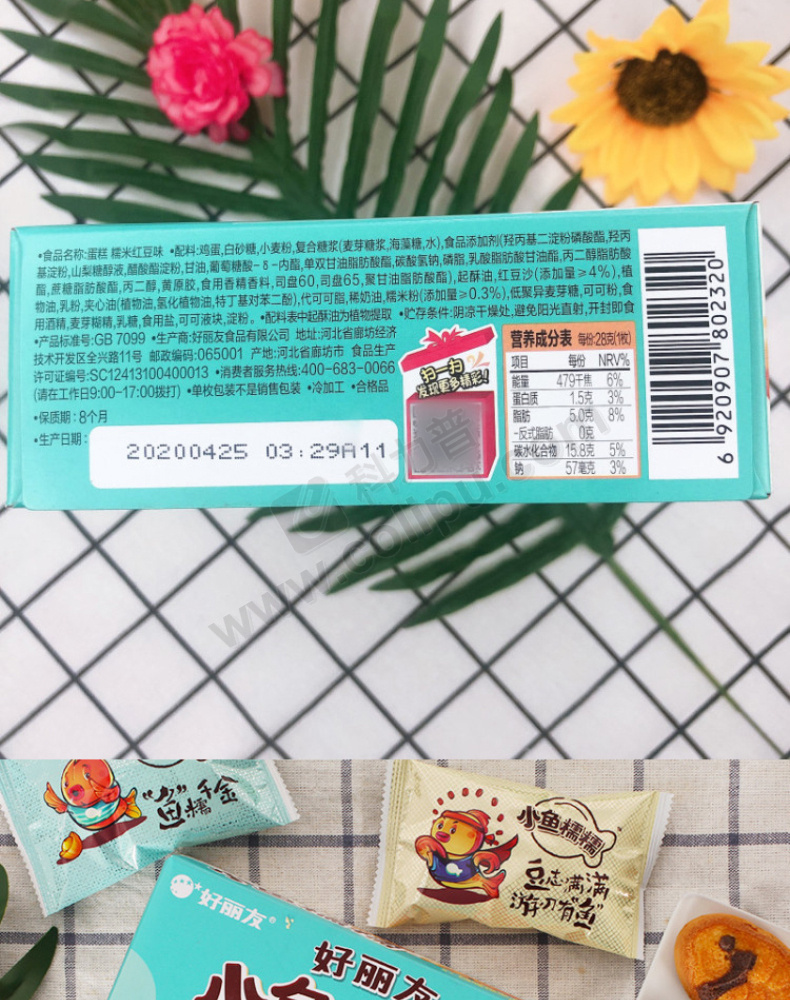 •食品名称:蛋糕 糯米红豆味 •配料:鸡蛋,白砂糖,小麦粉,复合糖浆(麦芽糖浆,海藻糖,水),食品添加剂(羟丙基二淀粉磷酸酯,羟丙
基淀粉,山梨糖醇液,醋酸酯淀粉,甘油,葡萄糖酸-δ-内酯,单双甘油脂肪酸酯,碳酸氢钠,磷脂,乳酸脂肪酸甘油酯,丙二醇脂肪酸
酯,蔗糖脂肪酸酯,丙二醇,黄原胶,食用香精香料,司盘60,司盘65,聚甘油脂肪酸酯),起酥油,红豆沙(添加量≥4%),植
物油,乳粉,夹心油(植物油,氢化植物油,特丁基对苯二酚),代可可脂,稀奶油,糯米粉(添加量≥0.3%),低聚异麦芽糖,可可粉,食
用酒精,麦芽糊精,乳糖,食用盐,可可液块,淀粉。•配料表中起酥油为植物提取 •贮存条件:阴凉干燥处,避免阳光直射,开封即食
•产品标准号:GB 7099 •生产商:好丽友食品有限公司 地址:河北省廊坊经济
技术开发区全兴路11号 邮政编码:065001 产地:河北省廊坊市 食品生产
许可证编号:SC12413100400013 •消费者服务热线:400-683-0066
(请在工作日9:00-17:00拨打) •单枚包装不是销售包装 •冷加工 •合格品
•保质期:8个月
•生产日期:
20200425 03:29A11
扫一扫
发现更多精彩!
营养成分表 每份:28克(1枚)
项目 每份 NRV%
能量 479千焦 6%
蛋白质 1.5克 3%
脂肪 5.0克 8%
-反式脂肪 0克
碳水化合物 15.8克 5%
钠 57毫克 3%
6 920907 802320
科力普
www.colipu.com
"鱼"糯千金
小鱼糯糯
豆志满满
游刃有"鱼"
好丽友®
好丽友
小鱼